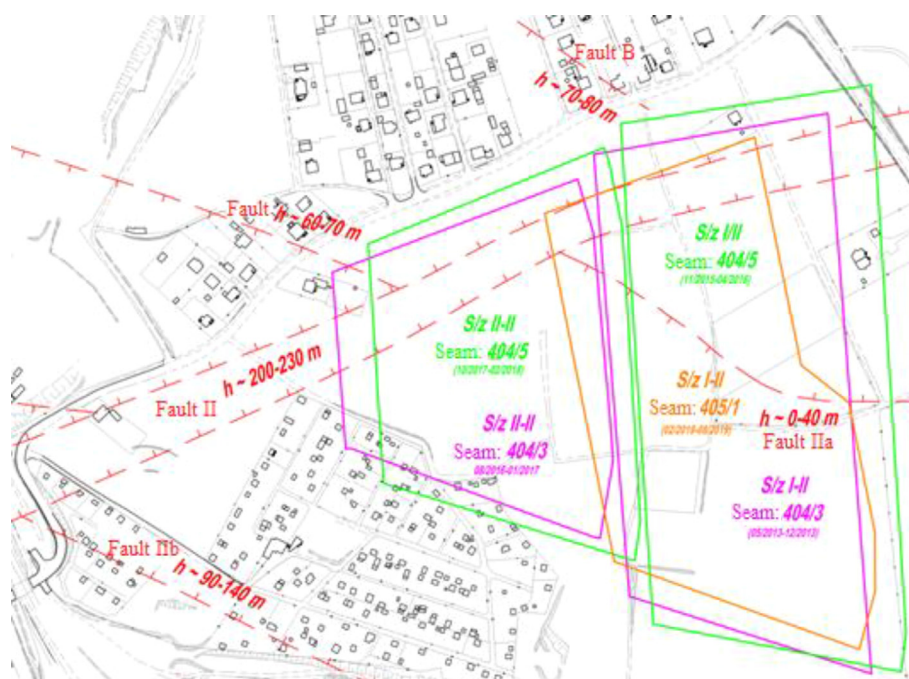 Fault B
h ~ 70-80 m
Fault I
h ~ 60-70 m
S/z I/II
Seam: 404/5
(11/2015-04/2016)
S/z II-II
Seam: 404/5
(10/2017-02/2018)
h ~ 200-230 m
Fault II
S/z I-II
Seam: 405/1
(02/2018-08/2019)
S/z II-II
Seam: 404/3
08/2016-01/2017
h ~ 0-40 m
Fault IIa
S/z I-II
Seam: 404/3
(05/2013-12/2013)
Fault IIb
h ~ 90-140 m